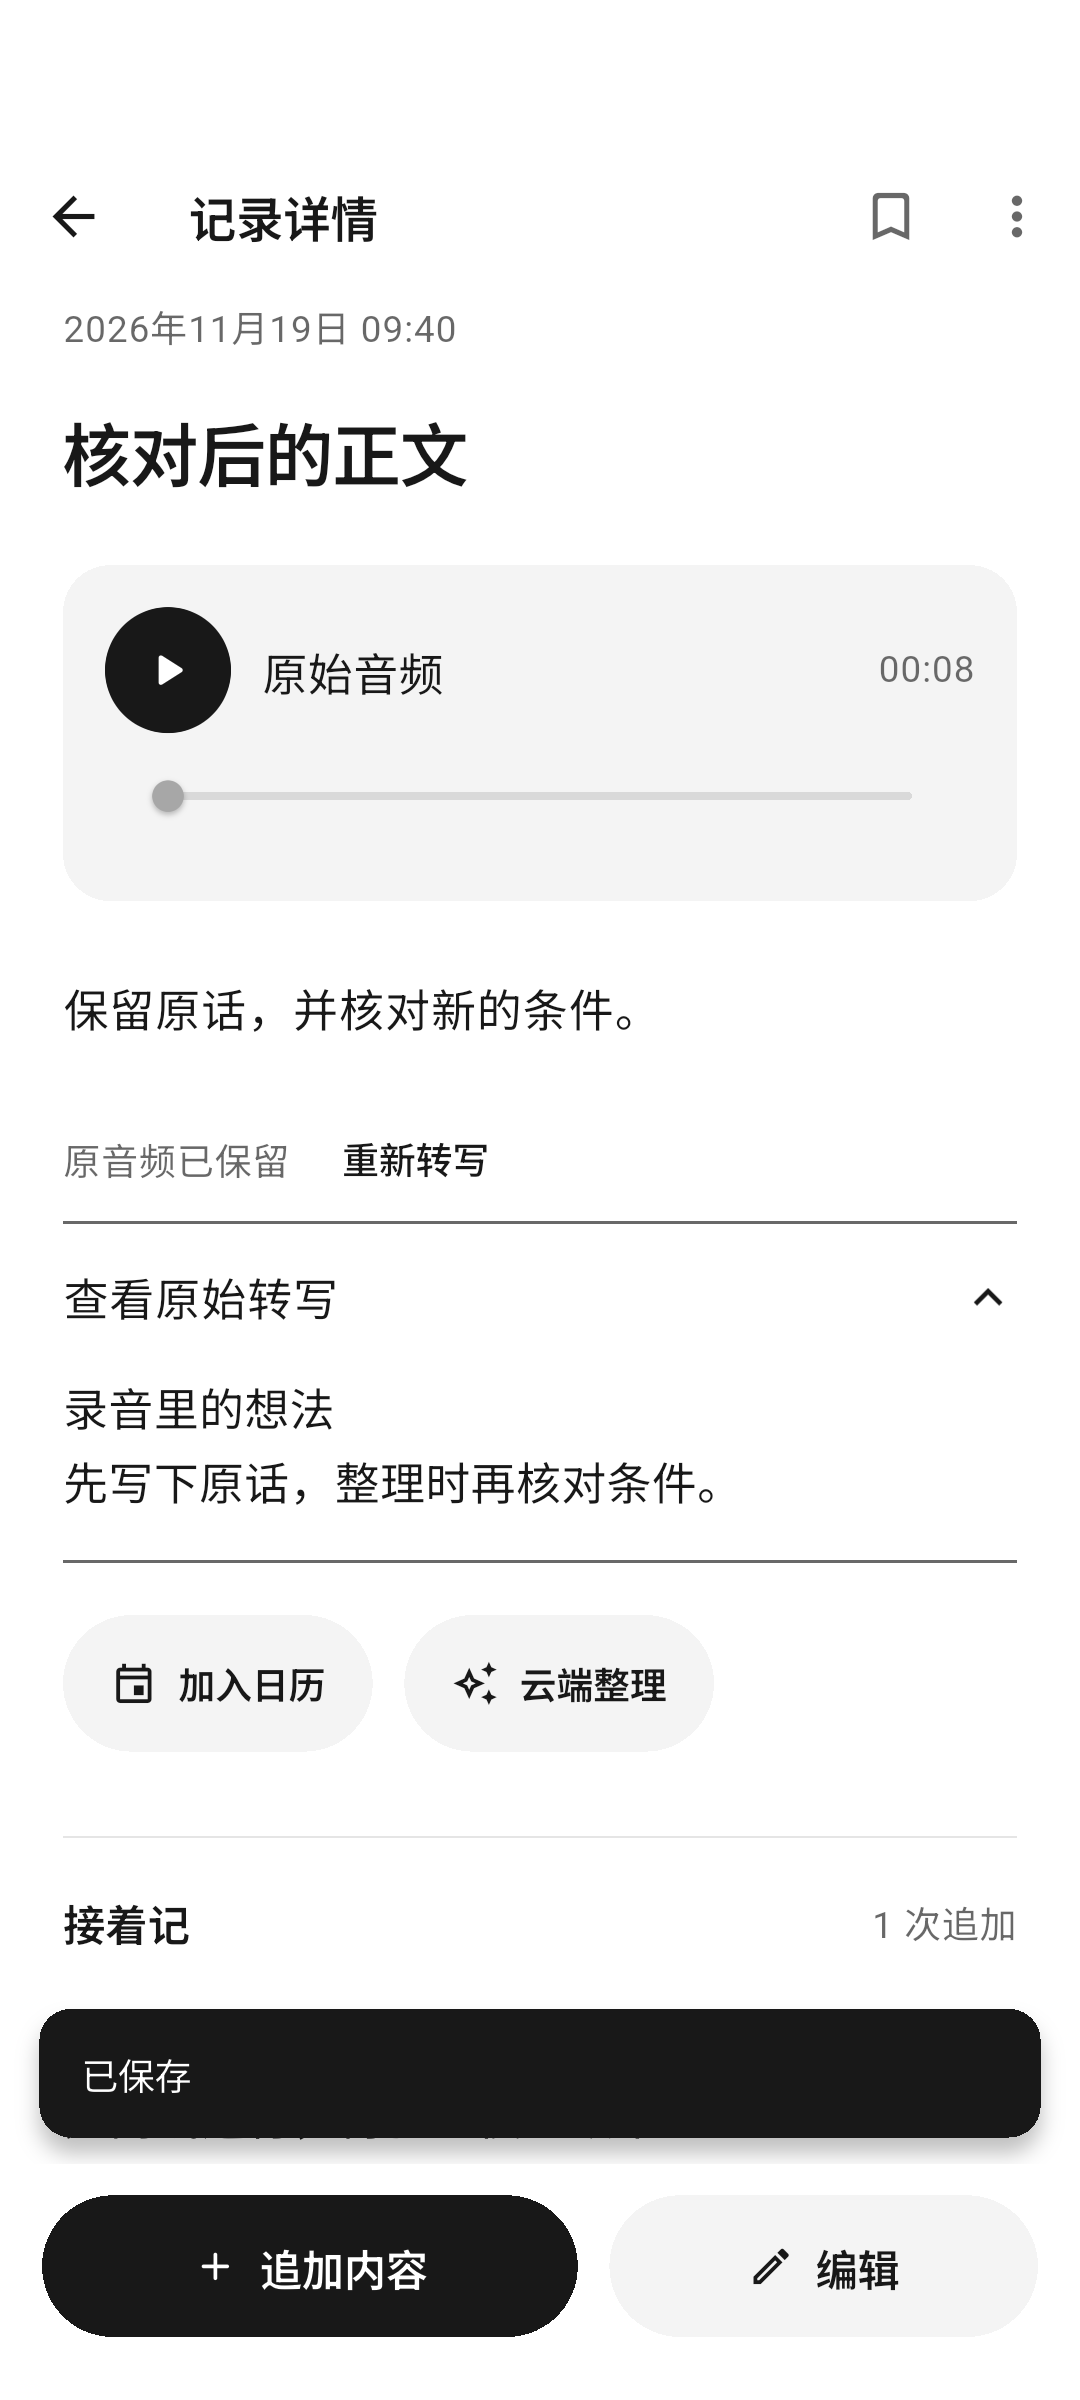 记录详情
2026年11月19日 09:40
核对后的正文
原始音频 00:08
保留原话，并核对新的条件。
原音频已保留 重新转写
查看原始转写
录音里的想法
先写下原话，整理时再核对条件。
加入日历 云端整理
接着记 1 次追加
已保存
追加内容 编辑